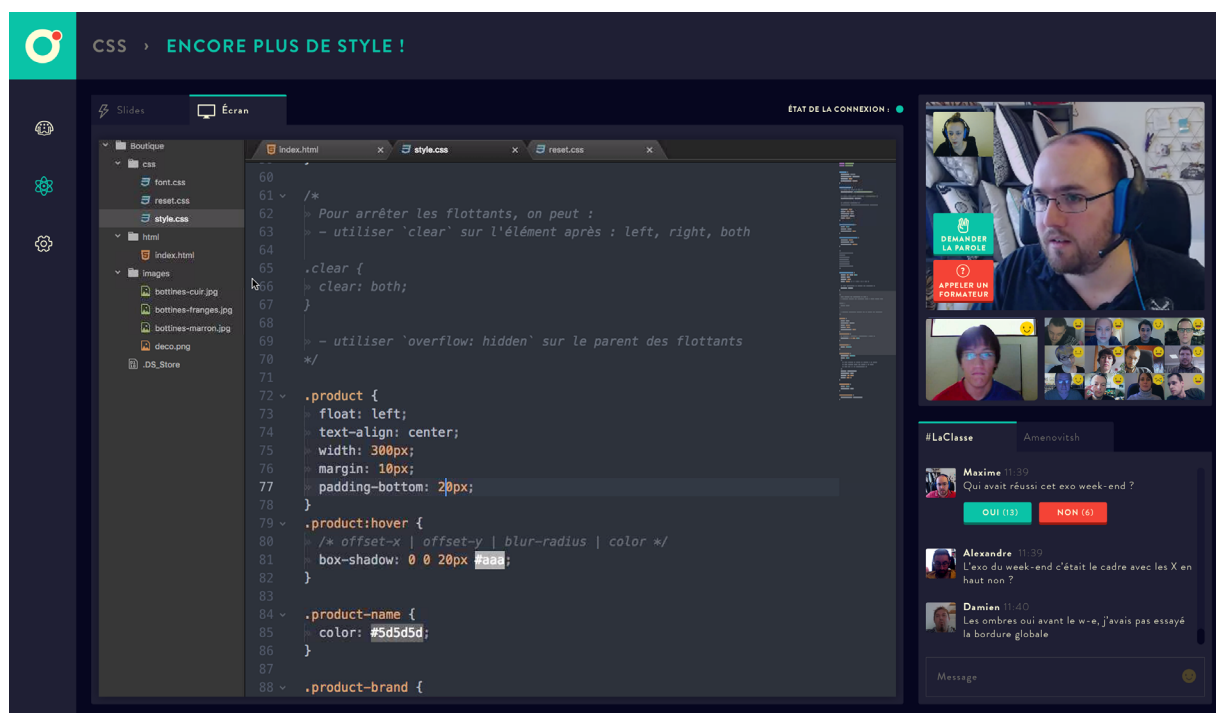 CSS › ENCORE PLUS DE STYLE !
Slides
Écran
ÉTAT DE LA CONNEXION :
Boutique
css
font.css
reset.css
style.css
html
index.html
images
bottines-cuir.jpg
bottines-franges.jpg
bottines-marron.jpg
deco.png
.DS_Store
index.html x
style.css x
reset.css x
60
61 /*
62 Pour arrêter les flottants, on peut :
63 - utiliser `clear` sur l'élément après : left, right, both
64
65 .clear {
66 clear: both;
67 }
68
69 - utiliser `overflow: hidden` sur le parent des flottants
70 */
71
72 .product {
73 float: left;
74 text-align: center;
75 width: 300px;
76 margin: 10px;
77 padding-bottom: 20px;
78 }
79 .product:hover {
80 /* offset-x | offset-y | blur-radius | color */
81 box-shadow: 0 0 20px #aaa;
82 }
83
84 .product-name {
85 color: #5d5d5d;
86 }
87
88 .product-brand {
DEMANDER
LA PAROLE
?
APPELER UN
FORMATEUR
#LaClasse
Amenovitsh
Maxime 11:39
Qui avait réussi cet exo week-end ?
OUI (13)
NON (6)
Alexandre 11:39
L'exo du week-end c'était le cadre avec les X en
haut non ?
Damien 11:40
Les ombres oui avant le w-e, j'avais pas essayé
la bordure globale
Message